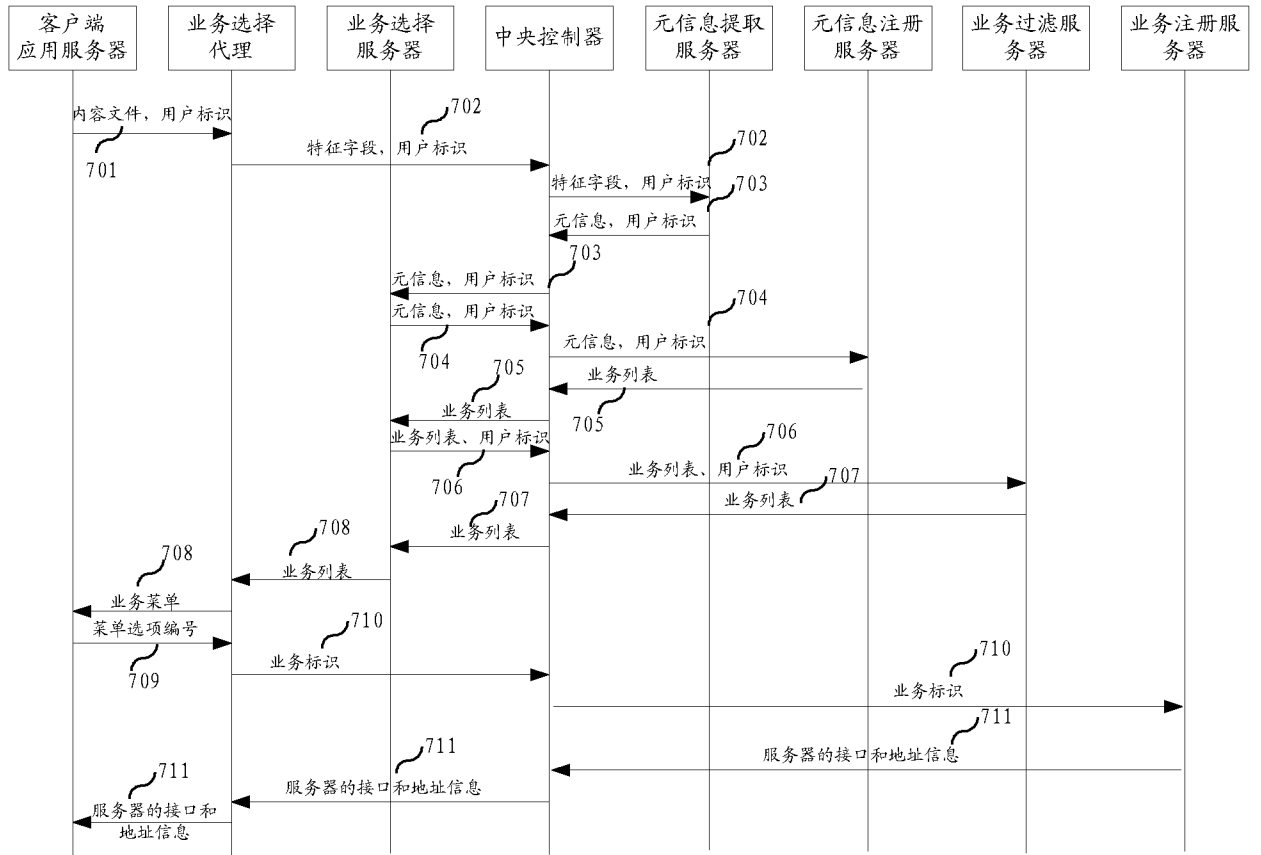 客户端
应用服务器
业务选择
代理
业务选择
服务器
中央控制器
元信息提取
服务器
元信息注册
服务器
业务过滤服
务器
业务注册服
务器
内容文件，用户标识
701
702
特征字段，用户标识
702
特征字段，用户标识
703
元信息，用户标识
703
元信息，用户标识
元信息，用户标识
704
704
元信息，用户标识
705
业务列表
705
业务列表
业务列表、用户标识
706
706
业务列表、用户标识
707
业务列表
707
业务列表
708
业务列表
708
业务菜单
菜单选项编号
709
710
业务标识
710
业务标识
711
服务器的接口和地址信息
711
服务器的接口和地址信息
711
服务器的接口和
地址信息